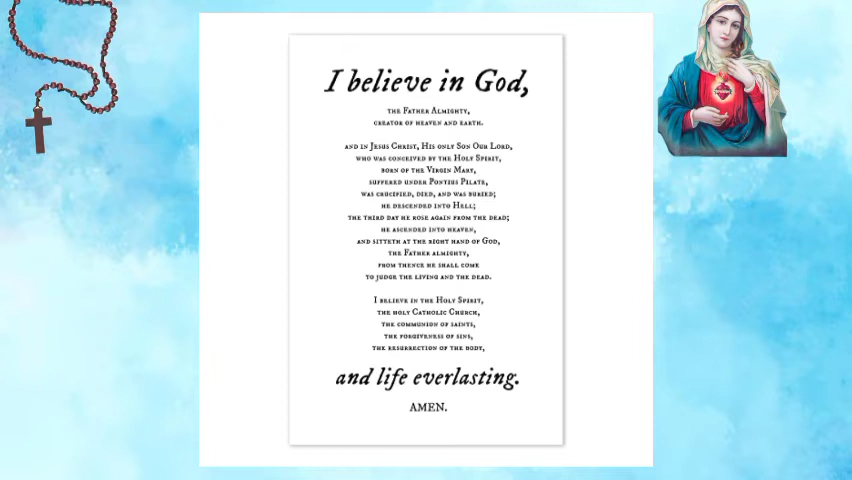 I believe in God,
the Father Almighty,
creator of heaven and earth.
and in Jesus Christ, His only Son Our Lord,
who was conceived by the Holy Spirit,
born of the Virgin Mary,
suffered under Pontius Pilate,
was crucified, died, and was buried;
he descended into Hell;
the third day he rose again from the dead;
he ascended into heaven,
and sitteth at the right hand of God,
the Father almighty,
from thence he shall come
to judge the living and the dead.
I believe in the Holy Spirit,
the holy Catholic Church,
the communion of saints,
the forgiveness of sins,
the resurrection of the body,
and life everlasting.
AMEN.